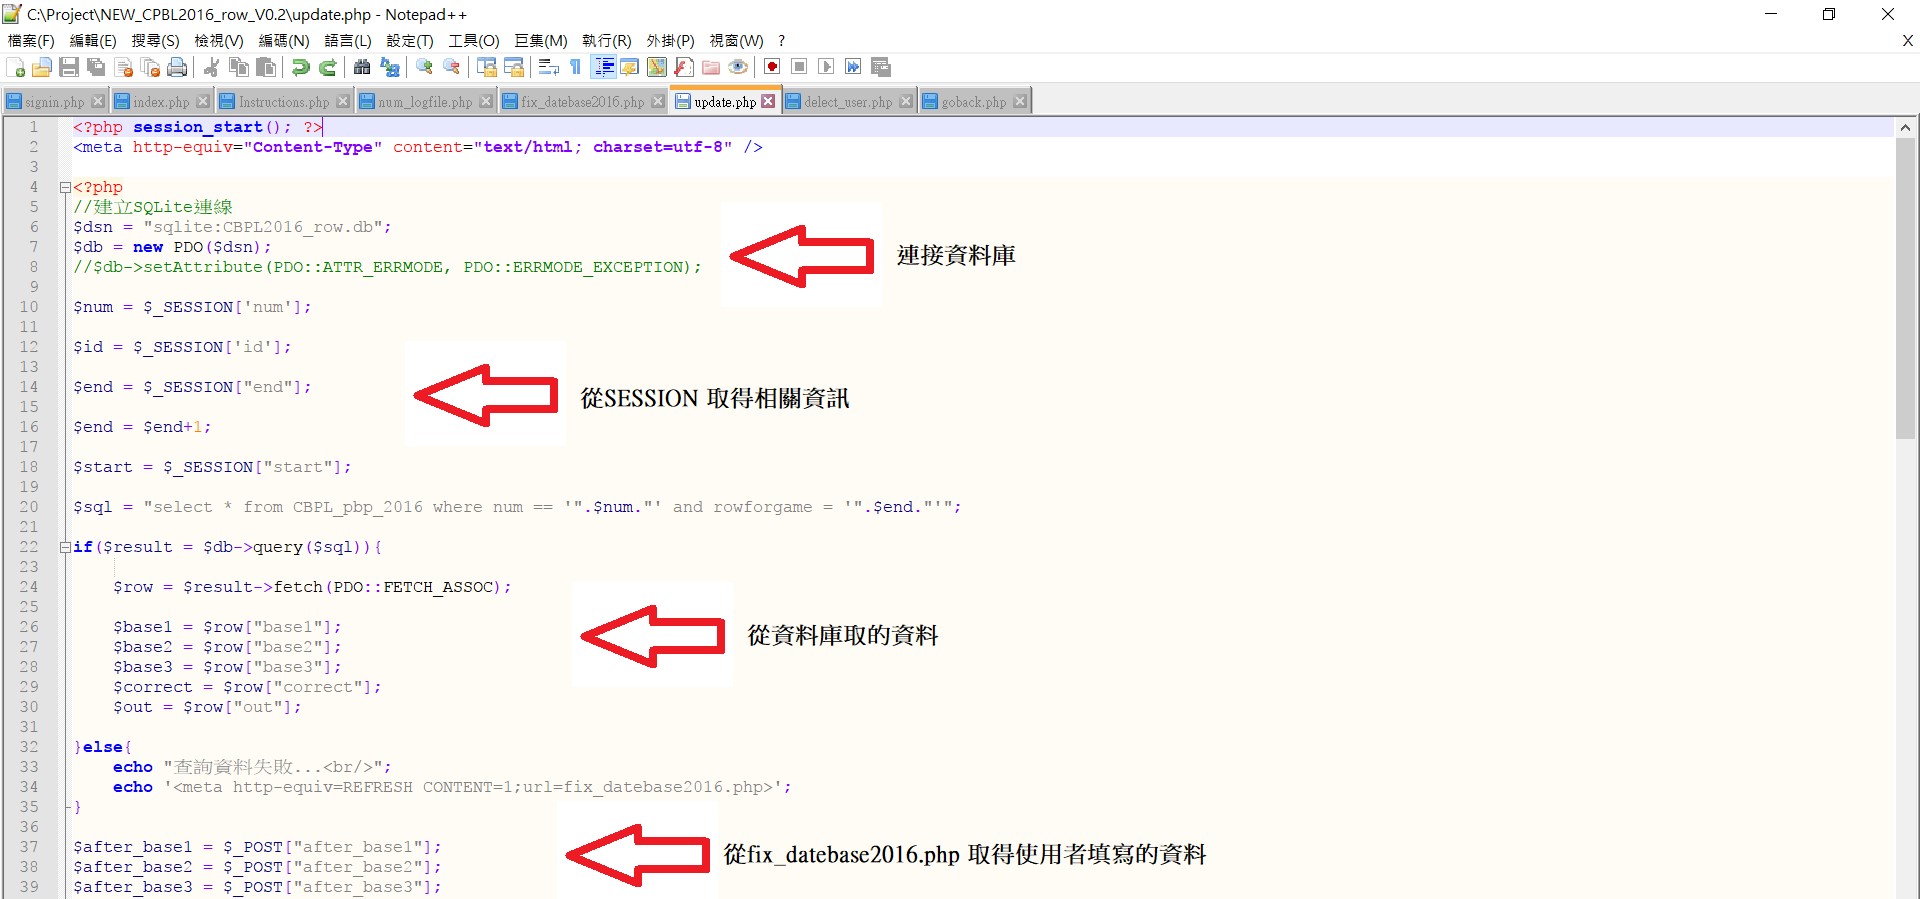 C:\Project\NEW_CPBL2016_row_V0.2\update.php - Notepad++
檔案(F) 編輯(E) 搜尋(S) 檢視(V) 編碼(N) 語言(L) 設定(T) 工具(O) 巨集(M) 執行(R) 外掛(P) 視窗(W) ? X
signin.php index.php Instructions.php num_logfile.php fix_datebase2016.php update.php delect_user.php goback.php
1 <?php session_start(); ?>
2 <meta http-equiv="Content-Type" content="text/html; charset=utf-8" />
3
4 <?php
5 //建立SQLite連線
6 $dsn = "sqlite:CBPL2016_row.db";
7 $db = new PDO($dsn);
連接資料庫
8 //$db->setAttribute(PDO::ATTR_ERRMODE, PDO::ERRMODE_EXCEPTION);
9
10 $num = $_SESSION['num'];
11
12 $id = $_SESSION['id'];
13
14 $end = $_SESSION["end"];
從SESSION 取得相關資訊
15
16 $end = $end+1;
17
18 $start = $_SESSION["start"];
19
20 $sql = "select * from CBPL_pbp_2016 where num == '".$num."' and rowforgame = '".$end."'";
21
22 if($result = $db->query($sql)){
23
24 $row = $result->fetch(PDO::FETCH_ASSOC);
25
26 $base1 = $row["base1"];
從資料庫取的資料
27 $base2 = $row["base2"];
28 $base3 = $row["base3"];
29 $correct = $row["correct"];
30 $out = $row["out"];
31
32 }else{
33 echo "查詢資料失敗...<br/>";
34 echo '<meta http-equiv=REFRESH CONTENT=1;url=fix_datebase2016.php>';
35 }
36
37 $after_base1 = $_POST["after_base1"];
從fix_datebase2016.php 取得使用者填寫的資料
38 $after_base2 = $_POST["after_base2"];
39 $after_base3 = $_POST["after_base3"];